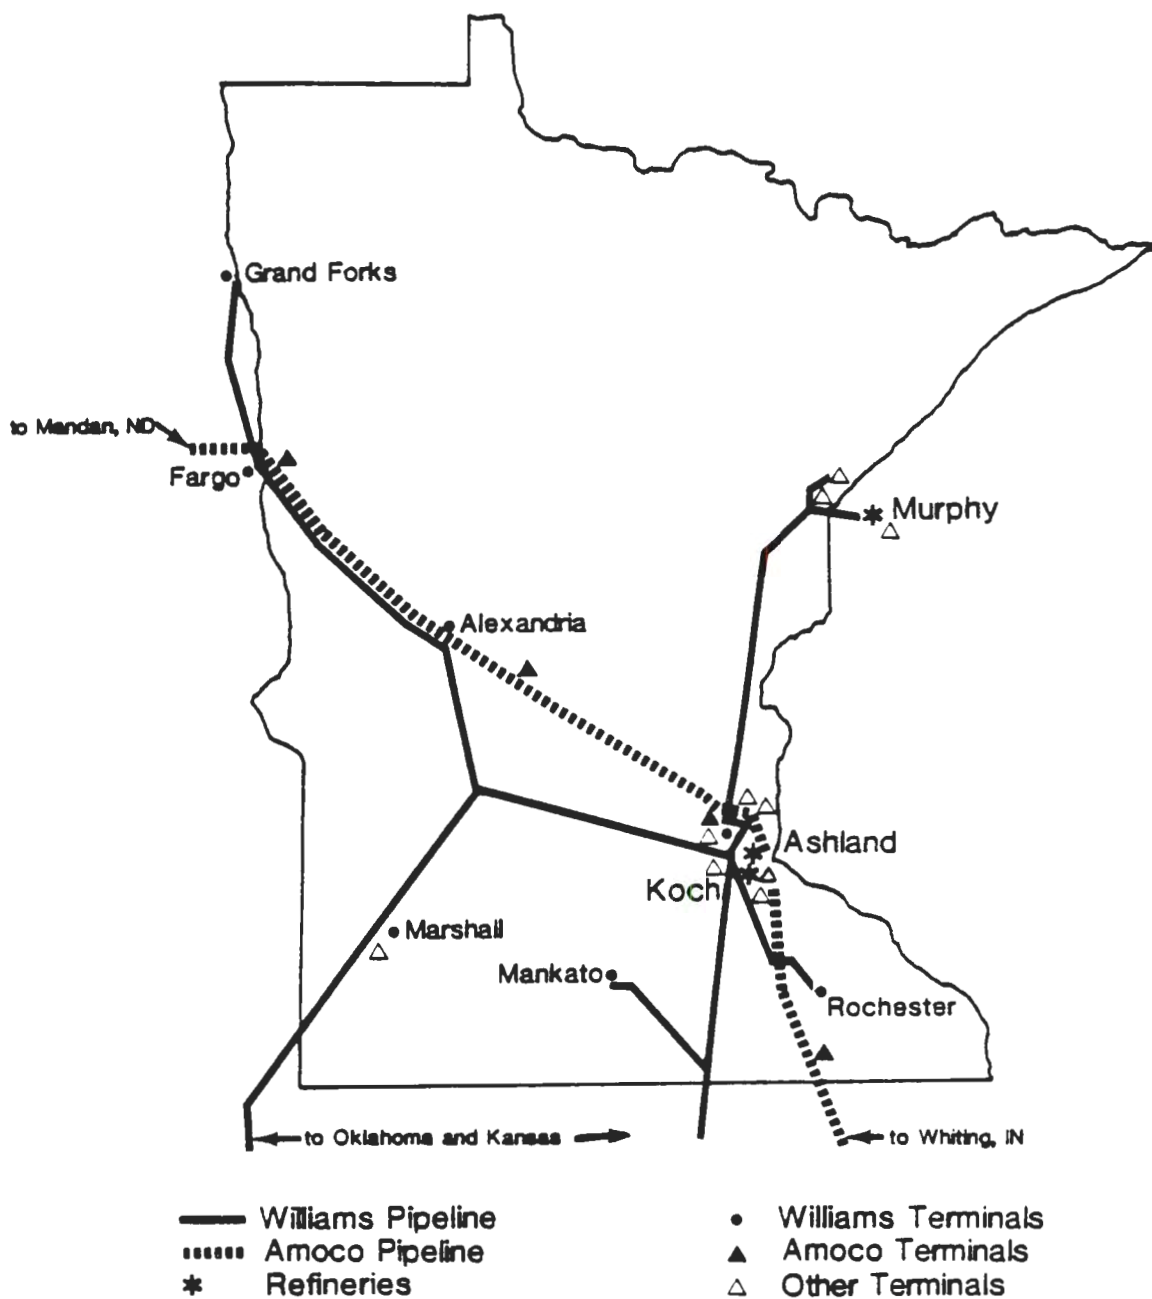 Grand Forks
to Mandan, ND
Fargo
Murphy
Alexandria
Ashland
Koch
Marshall
Mankato
Rochester
to Oklahoma and Kansas
to Whiting, IN
Williams Pipeline
Amoco Pipeline
Refineries
Williams Terminals
Amoco Terminals
Other Terminals